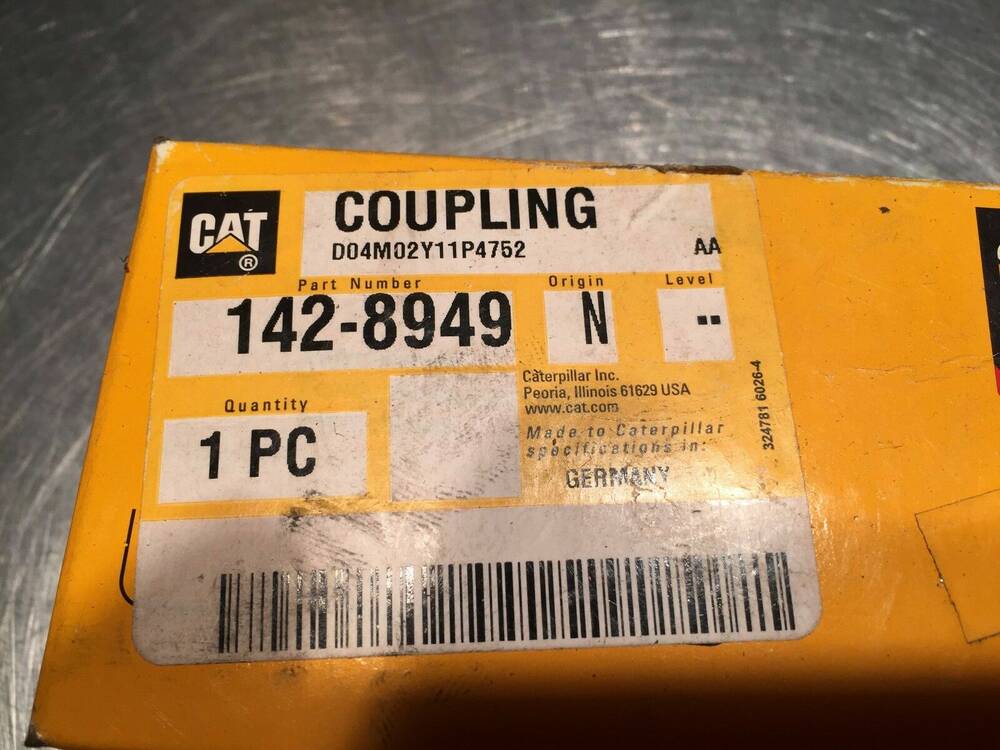 CAT
®
COUPLING
D04M02Y11P4752 AA
Part Number Origin Level
142-8949 N --
Quantity
1 PC
Caterpillar Inc.
Peoria, Illinois 61629 USA
www.cat.com
Made to Caterpillar
specifications in:
GERMANY
324781 6026-4